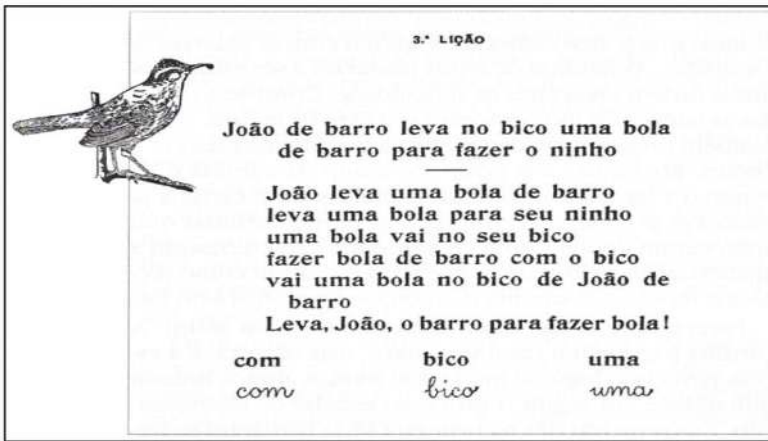 3.ª LIÇÃO
João de barro leva no bico uma bola
de barro para fazer o ninho
João leva uma bola de barro
leva uma bola para seu ninho
uma bola vai no seu bico
fazer bola de barro com o bico
vai uma bola no bico de João de
barro
Leva, João, o barro para fazer bola!
com bico uma
com bico uma